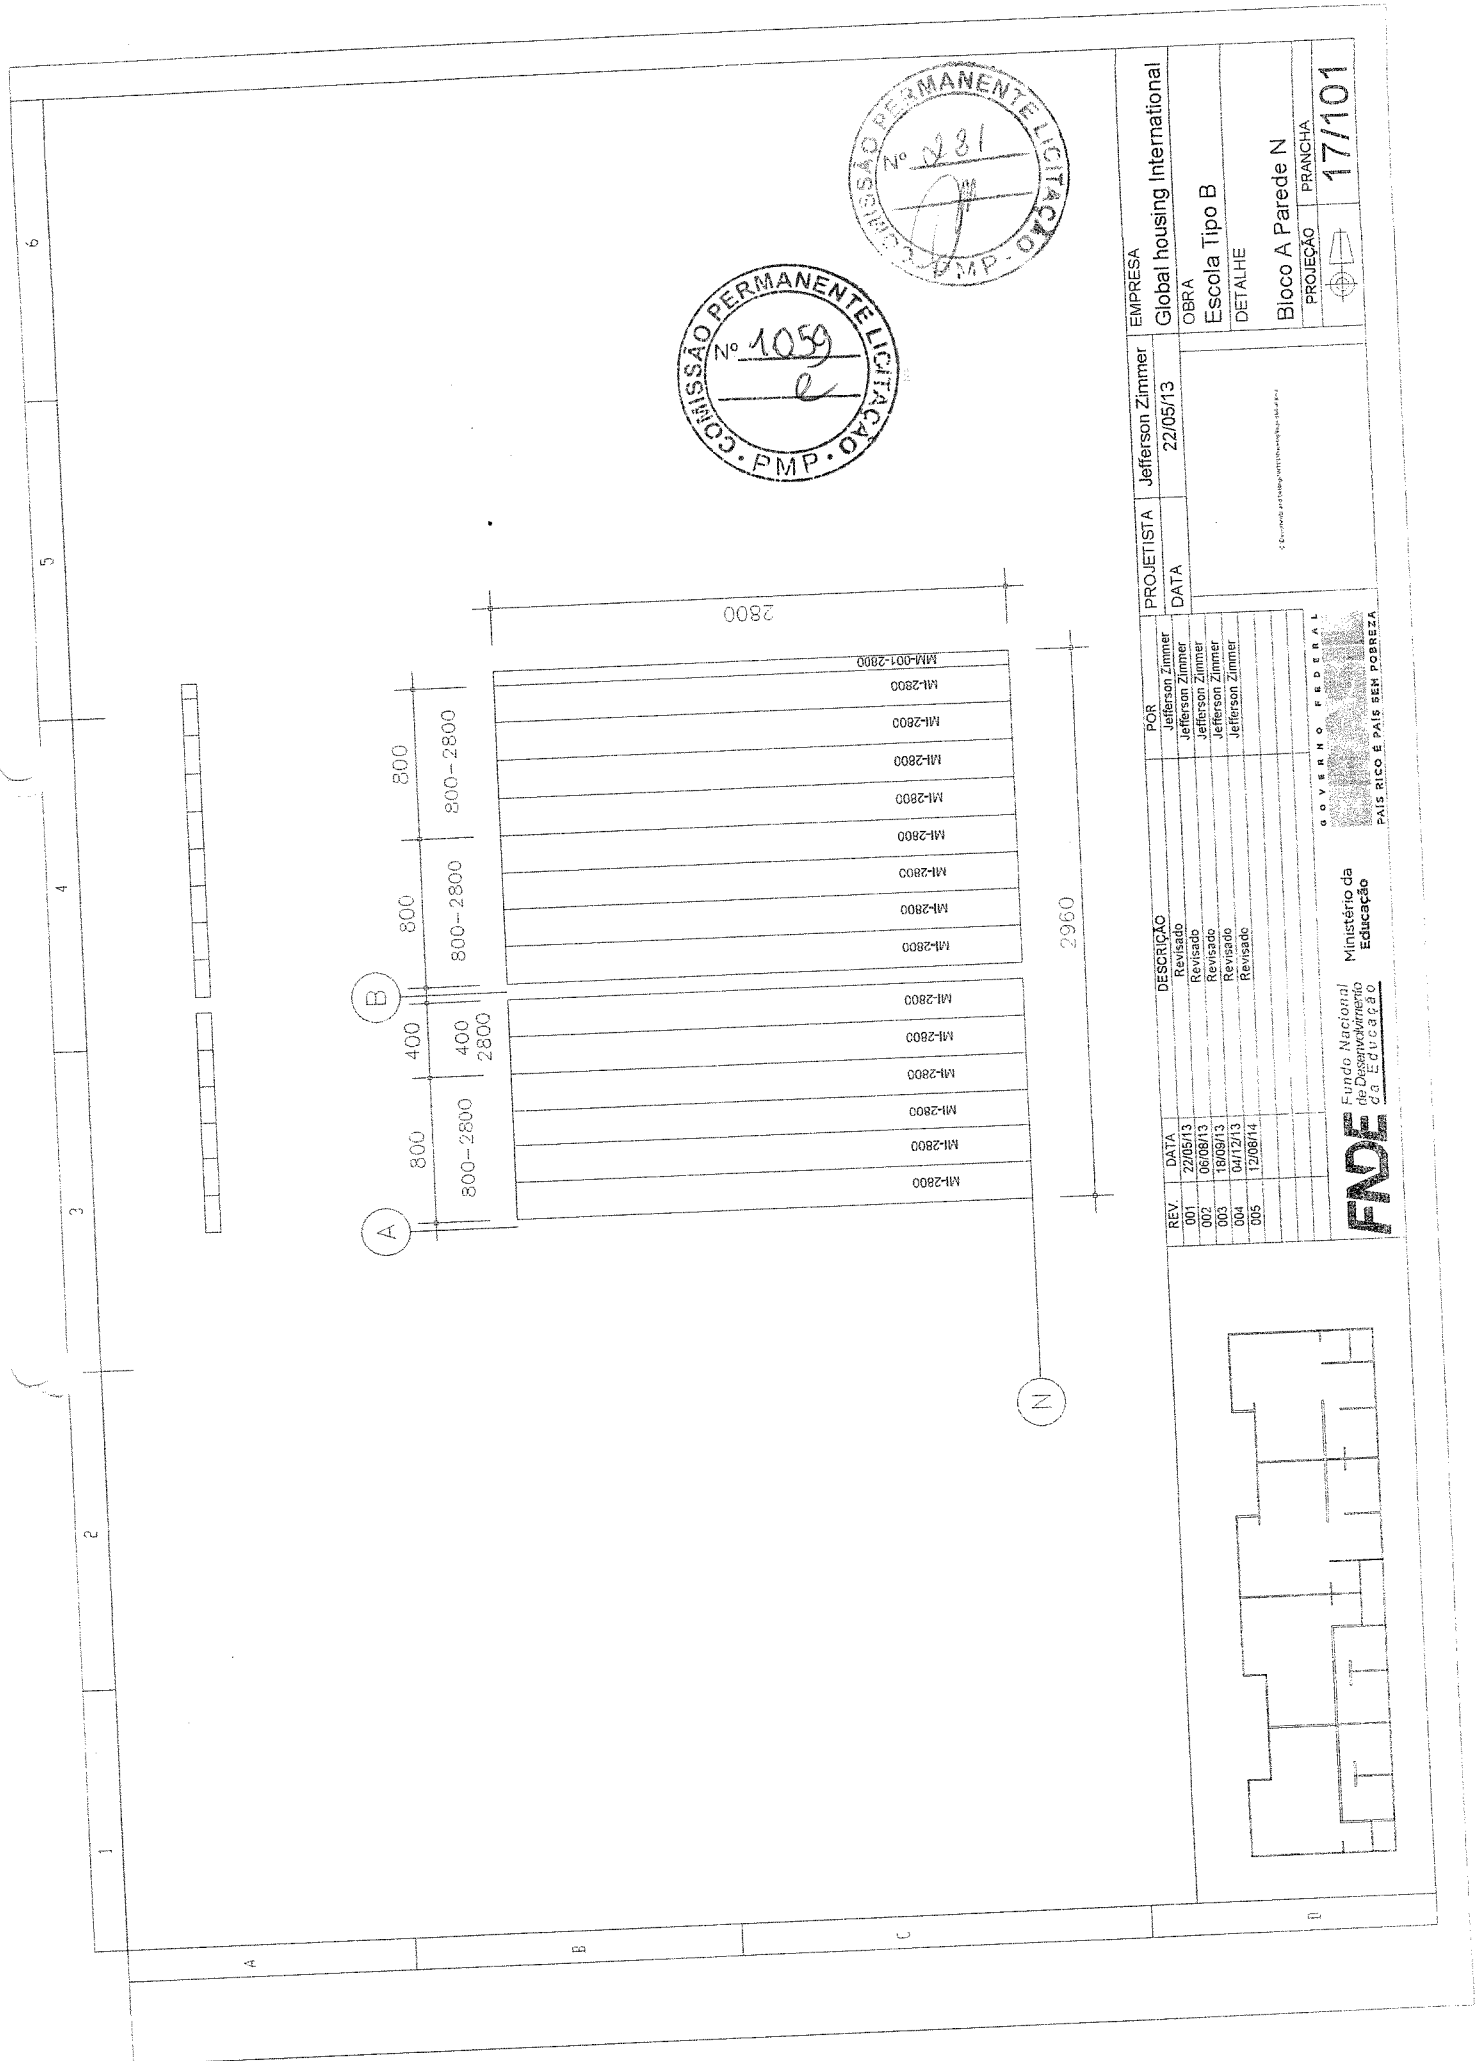 1
2
3
4
5
6
A
B
C
D
COMISSÃO PERMANENTE LICITAÇÃO · PMP ·
Nº 1059
COMISSÃO PERMANENTE LICITAÇÃO · PMP ·
Nº 281
A
B
800
400
800
800
800-2800
400
2800
800-2800
800-2800
MI-2800
MI-2800
MI-2800
MI-2800
MI-2800
MI-2800
MI-2800
MI-2800
MI-2800
MI-2800
MI-2800
MI-2800
MI-2800
MI-2800
MM-001-2800
2800
2960
N
REV. DATA DESCRIÇÃO POR
001 22/05/13 Revisado Jefferson Zimmer
002 06/08/13 Revisado Jefferson Zimmer
003 18/09/13 Revisado Jefferson Zimmer
004 04/12/13 Revisado Jefferson Zimmer
005 12/08/14 Revisado Jefferson Zimmer
FNDE Fundo Nacional
de Desenvolvimento
da Educação
Ministério da
Educação
GOVERNO FEDERAL
PAÍS RICO É PAÍS SEM POBREZA
PROJETISTA Jefferson Zimmer
DATA 22/05/13
EMPRESA
Global housing International
OBRA
Escola Tipo B
DETALHE
Bloco A Parede N
PROJEÇÃO PRANCHA
17/101